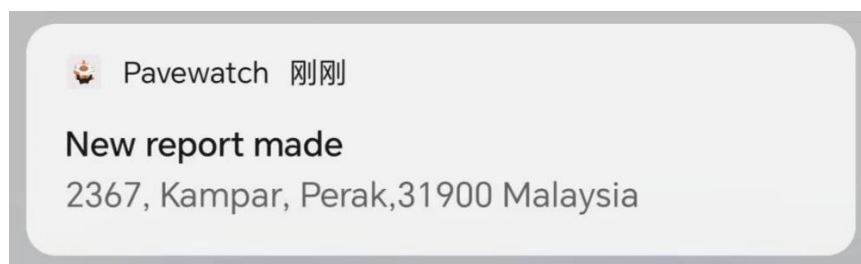 Pavewatch 刚刚
New report made
2367, Kampar, Perak,31900 Malaysia